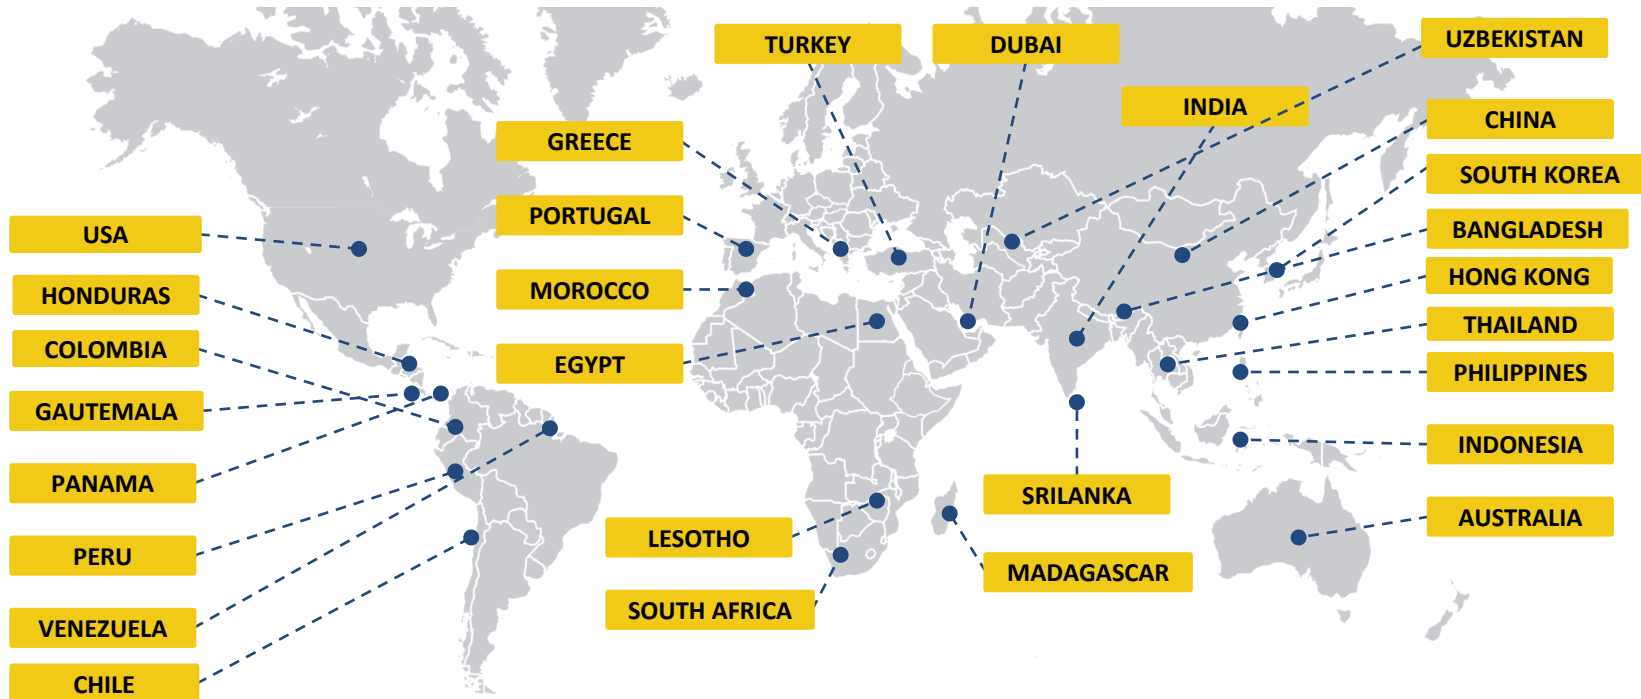 TURKEY
DUBAI
UZBEKISTAN
INDIA
CHINA
GREECE
SOUTH KOREA
PORTUGAL
USA
BANGLADESH
HONDURAS
MOROCCO
HONG KONG
COLOMBIA
EGYPT
THAILAND
PHILIPPINES
GAUTEMALA
INDONESIA
PANAMA
SRILANKA
AUSTRALIA
LESOTHO
PERU
MADAGASCAR
SOUTH AFRICA
VENEZUELA
CHILE